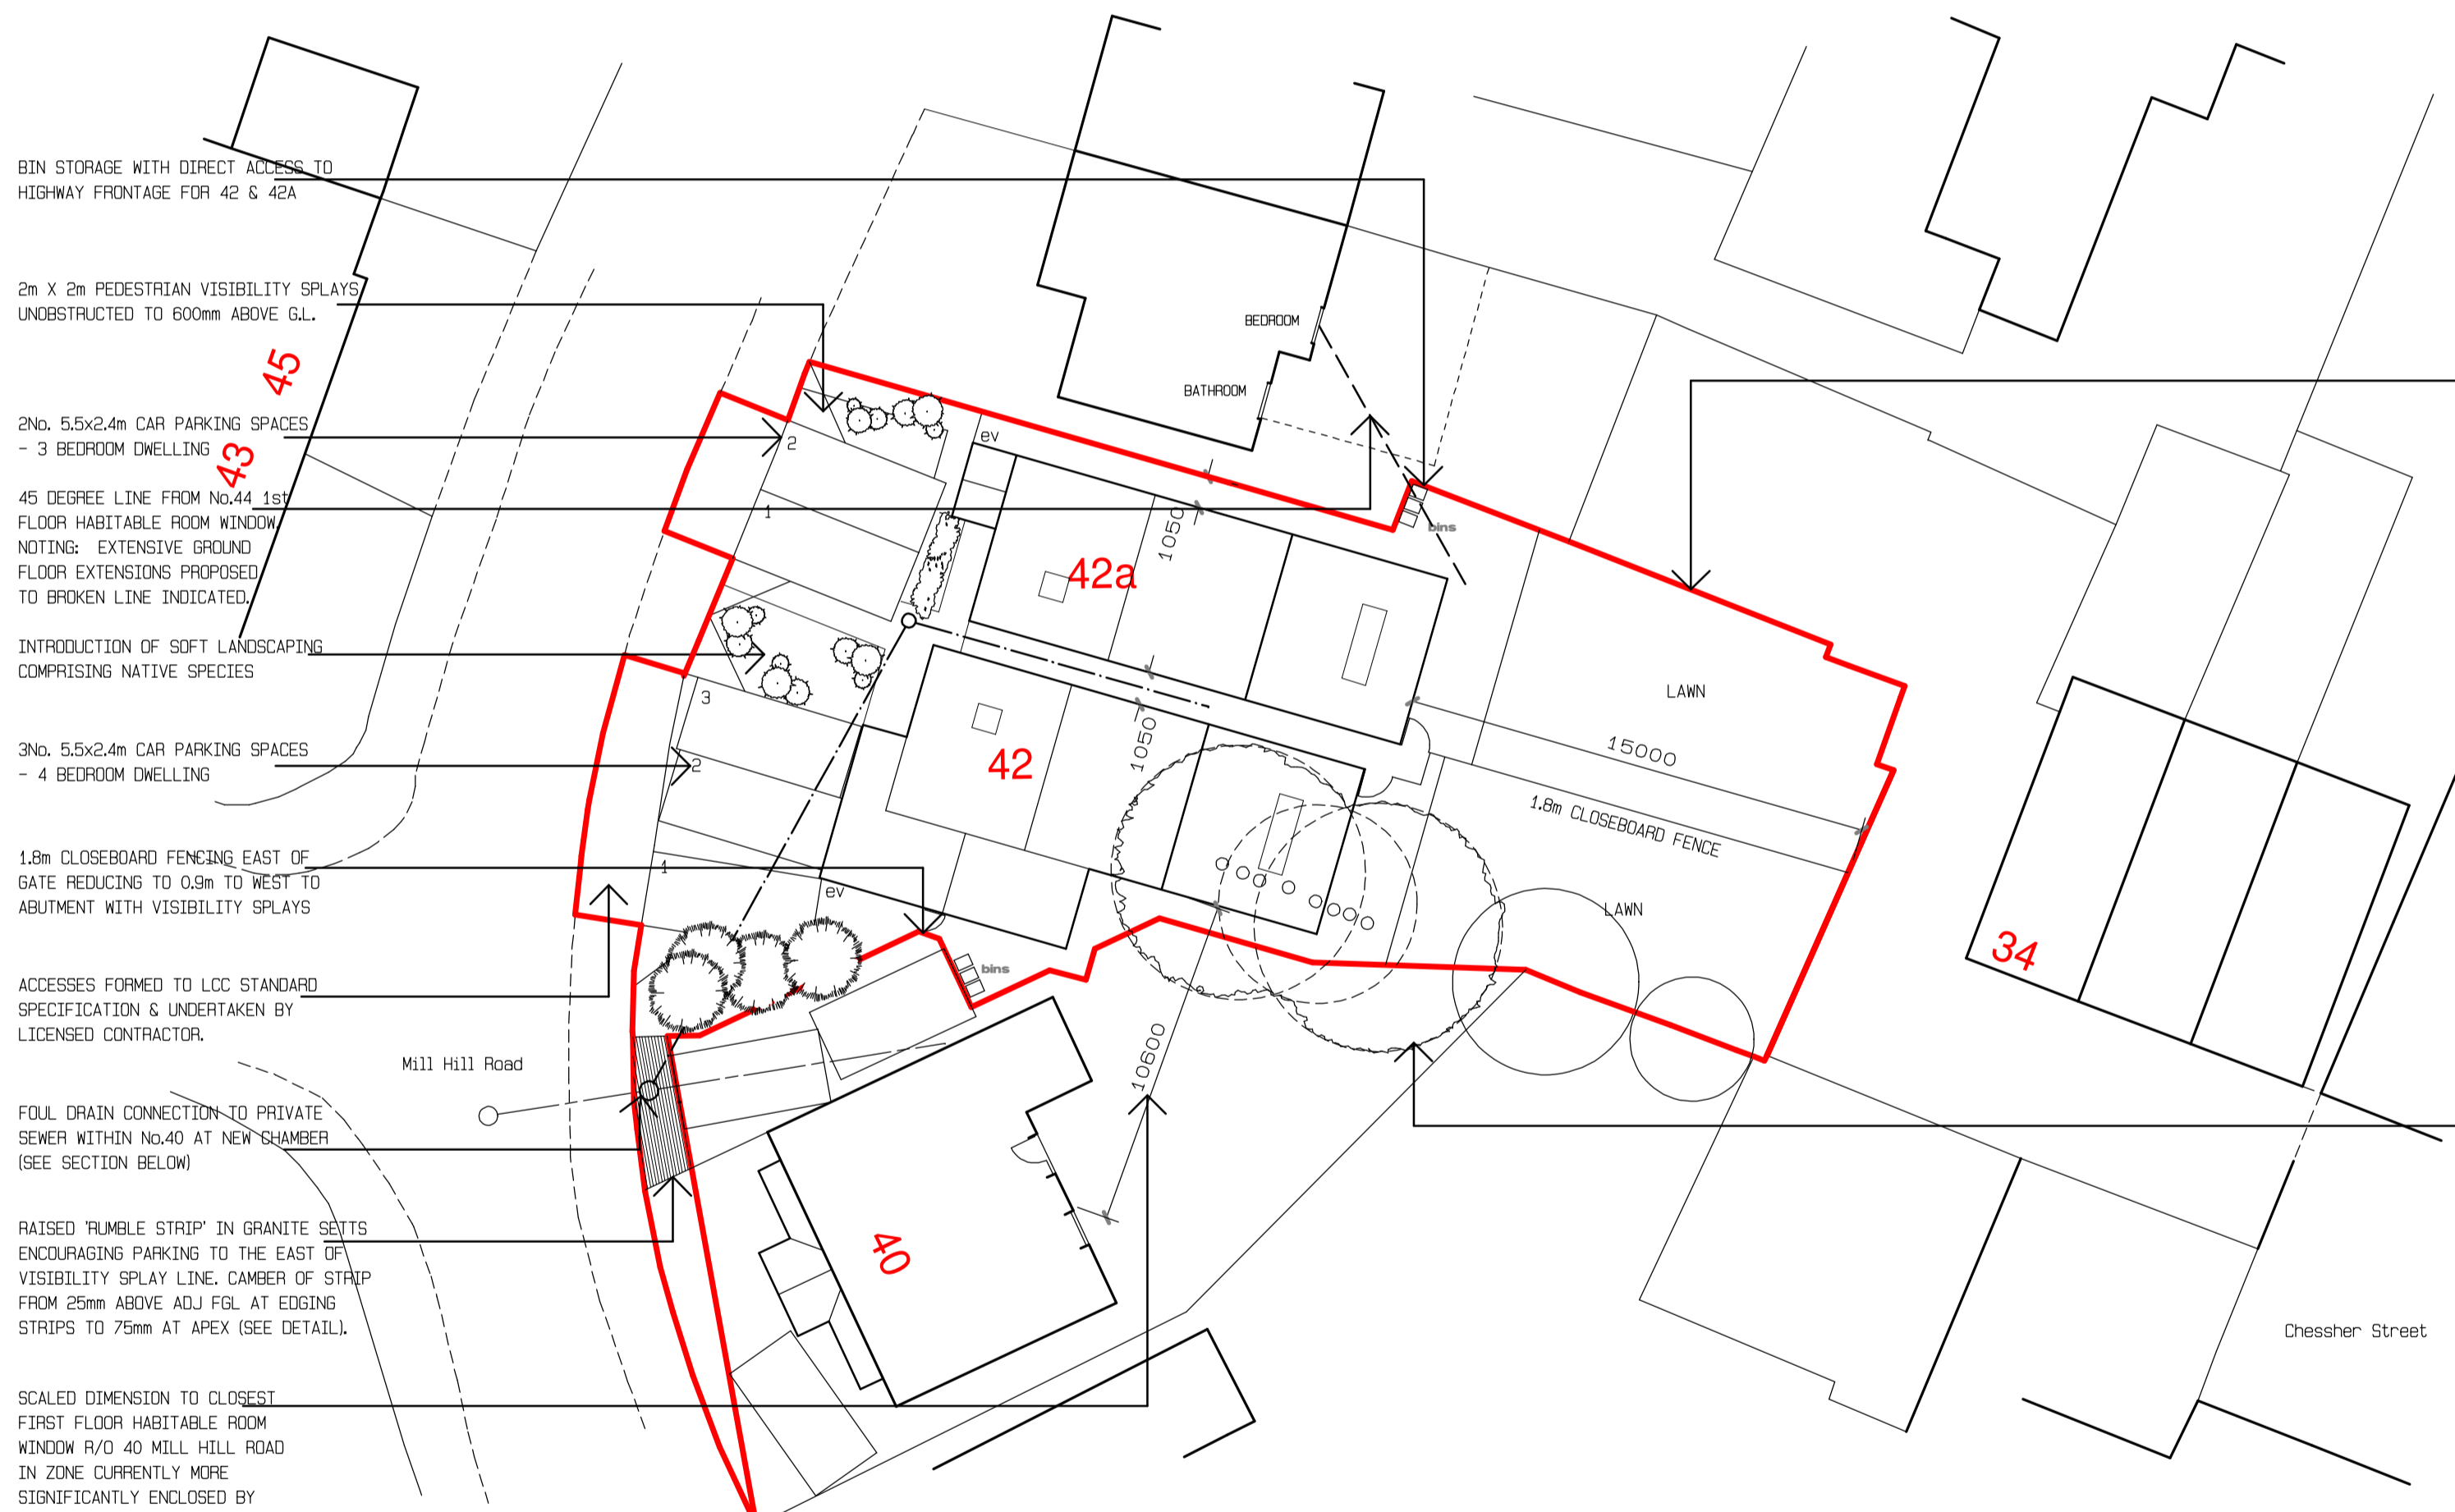 BIN STORAGE WITH DIRECT ACCESS TO
HIGHWAY FRONTAGE FOR 42 & 42A
2m X 2m PEDESTRIAN VISIBILITY SPLAYS
UNOBSTRUCTED TO 600mm ABOVE G.L.
2No. 5.5x2.4m CAR PARKING SPACES
- 3 BEDROOM DWELLING
45 DEGREE LINE FROM No.44 1st
FLOOR HABITABLE ROOM WINDOW.
NOTING: EXTENSIVE GROUND
FLOOR EXTENSIONS PROPOSED
TO BROKEN LINE INDICATED.
INTRODUCTION OF SOFT LANDSCAPING
COMPRISING NATIVE SPECIES
3No. 5.5x2.4m CAR PARKING SPACES
- 4 BEDROOM DWELLING
1.8m CLOSEBOARD FENCING EAST OF
GATE REDUCING TO 0.9m TO WEST TO
ABUTMENT WITH VISIBILITY SPLAYS
ACCESSES FORMED TO LCC STANDARD
SPECIFICATION & UNDERTAKEN BY
LICENSED CONTRACTOR.
FOUL DRAIN CONNECTION TO PRIVATE
SEWER WITHIN No.40 AT NEW CHAMBER
(SEE SECTION BELOW)
RAISED 'RUMBLE STRIP' IN GRANITE SETTS
ENCOURAGING PARKING TO THE EAST OF
VISIBILITY SPLAY LINE. CAMBER OF STRIP
FROM 25mm ABOVE ADJ FGL AT EDGING
STRIPS TO 75mm AT APEX (SEE DETAIL).
SCALED DIMENSION TO CLOSEST
FIRST FLOOR HABITABLE ROOM
WINDOW R/O 40 MILL HILL ROAD
IN ZONE CURRENTLY MORE
SIGNIFICANTLY ENCLOSED BY
45
43
BEDROOM
BATHROOM
2
1
ev
1050
42a
bins
3
2
1
ev
42
1050
LAWN
15000
1.8m CLOSEBOARD FENCE
LAWN
34
bins
Mill Hill Road
10600
40
Chessher Street